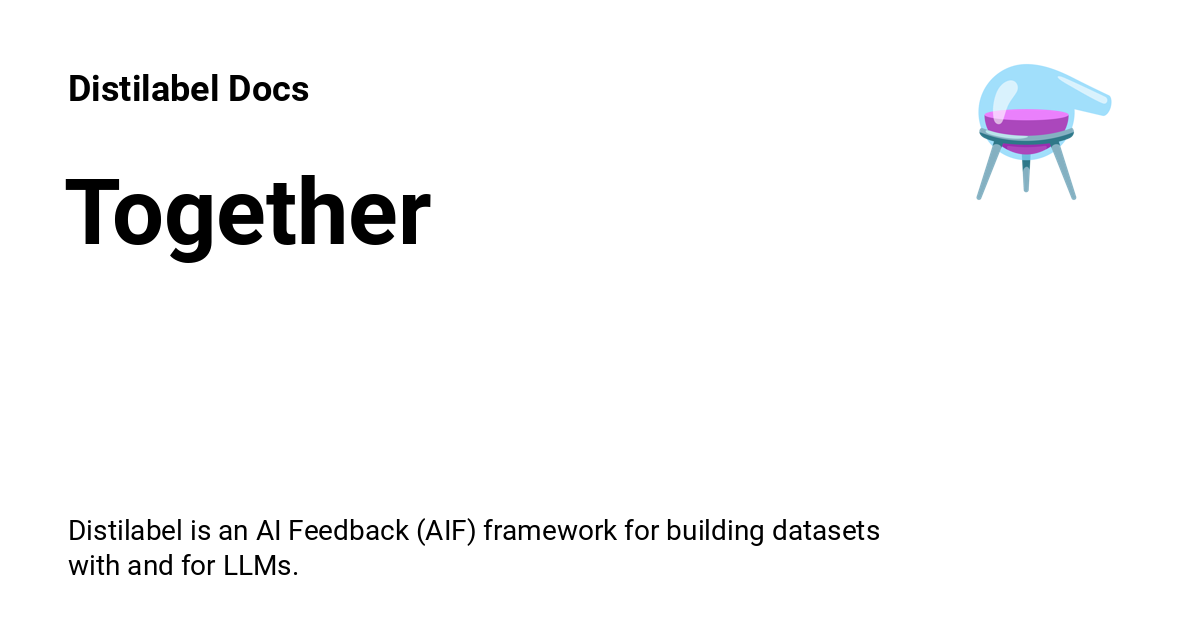 Distilabel Docs
Together
Distilabel is an AI Feedback (AIF) framework for building datasets
with and for LLMs.